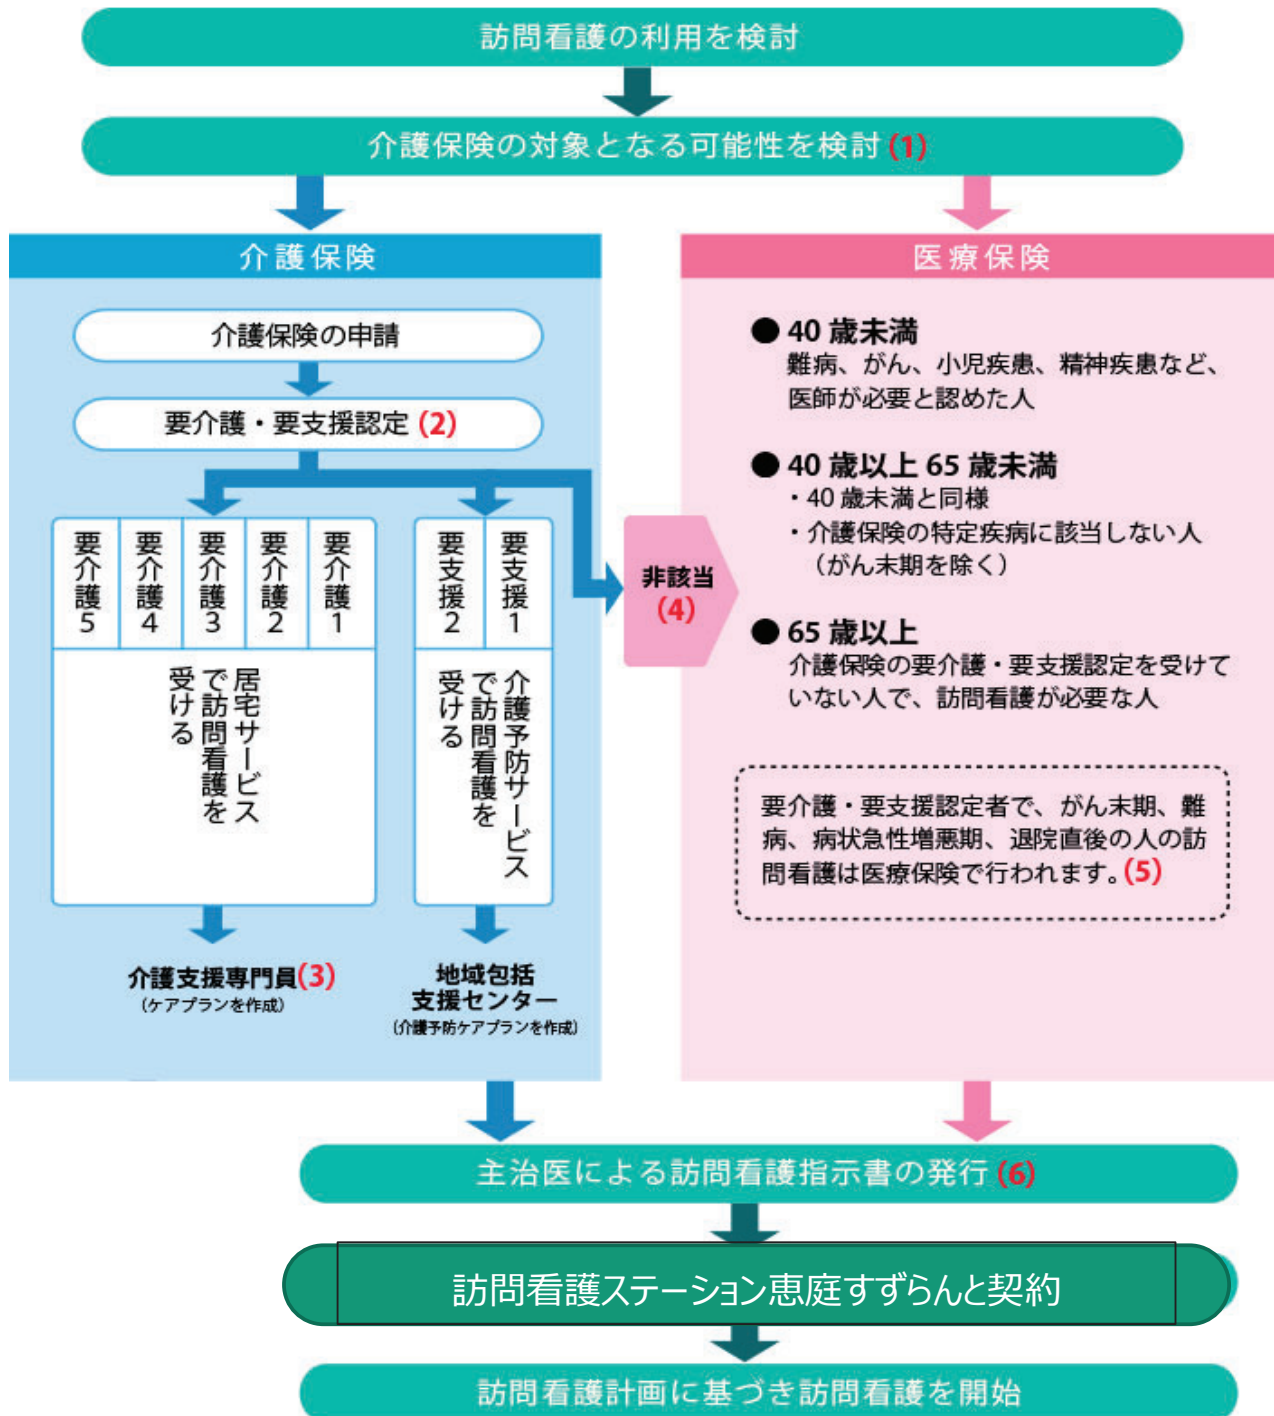 訪問看護の利用を検討
介護保険の対象となる可能性を検討 (1)
介護保険
介護保険の申請
要介護・要支援認定 (2)
要介護5
要介護4
要介護3
要介護2
要介護1
居宅サービス
で訪問看護を
受ける
要支援2
要支援1
介護予防サービス
で訪問看護を
受ける
介護支援専門員(3)
(ケアプランを作成)
地域包括
支援センター
(介護予防ケアプランを作成)
非該当
(4)
医療保険
● 40 歳未満
難病、がん、小児疾患、精神疾患など、
医師が必要と認めた人
● 40 歳以上 65 歳未満
・40 歳未満と同様
・介護保険の特定疾病に該当しない人
（がん末期を除く）
● 65 歳以上
介護保険の要介護・要支援認定を受けて
いない人で、訪問看護が必要な人
要介護・要支援認定者で、がん末期、難
病、病状急性増悪期、退院直後の人の訪
問看護は医療保険で行われます。(5)
主治医による訪問看護指示書の発行 (6)
訪問看護ステーション恵庭すずらんと契約
訪問看護計画に基づき訪問看護を開始